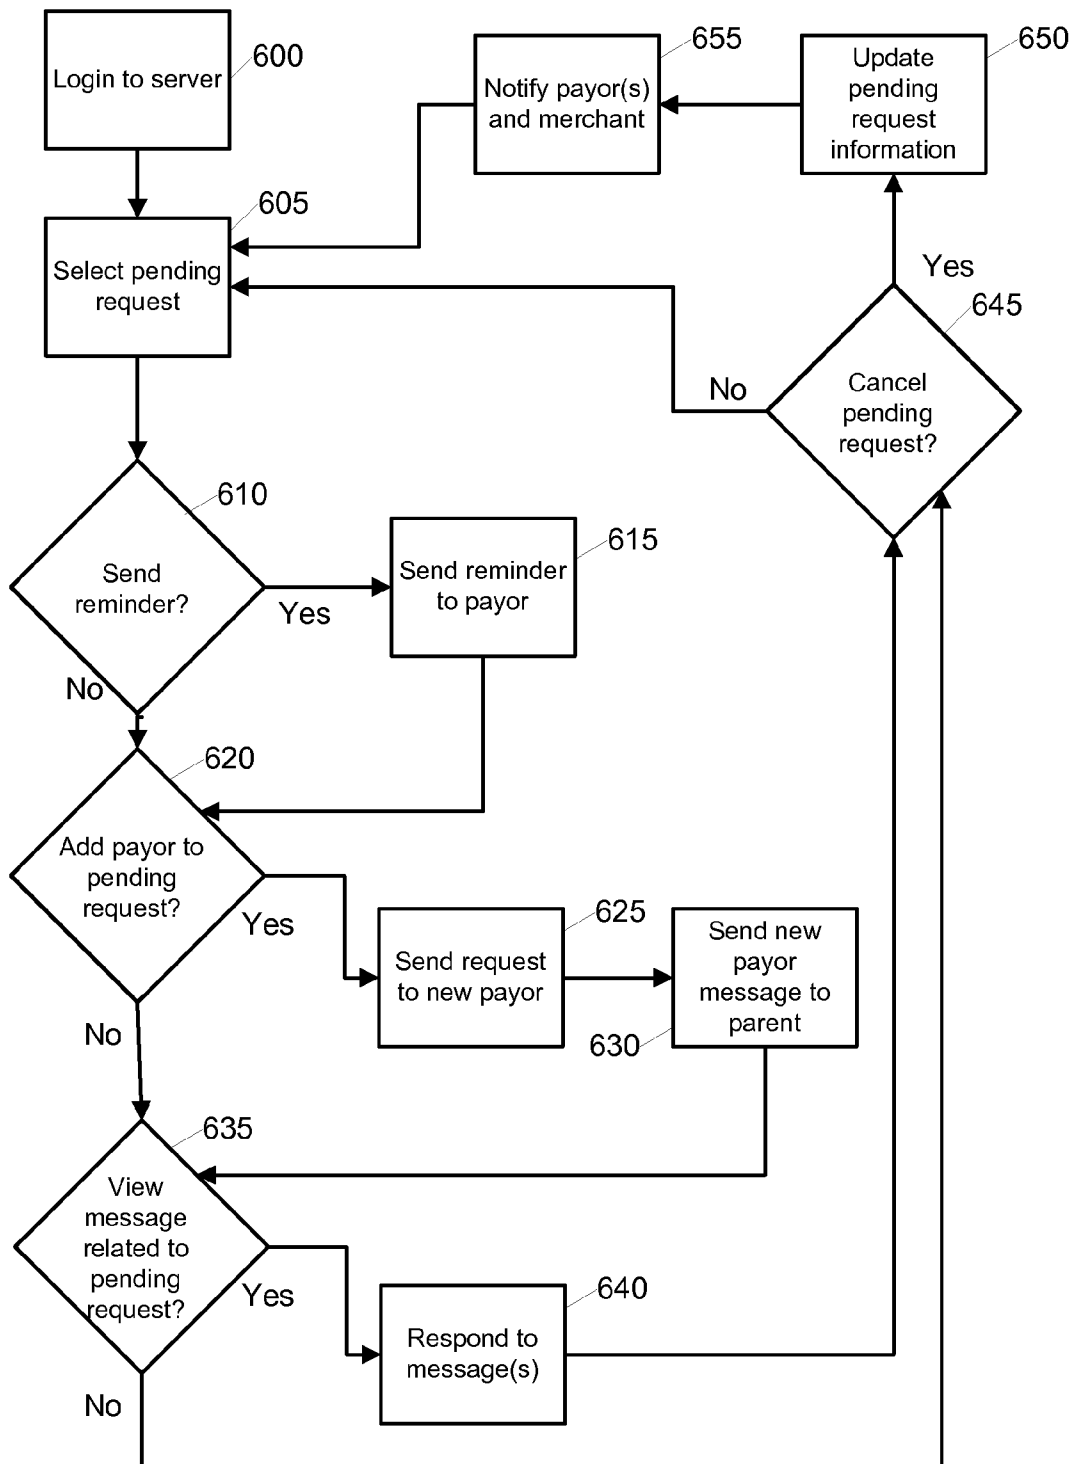 Login to server
600
Notify payor(s)
and merchant
655
Update
pending
request
information
650
Select pending
request
605
Yes
Cancel
pending
request?
645
No
Send
reminder?
610
Yes
No
Send reminder
to payor
615
Add payor to
pending
request?
620
Yes
No
Send request
to new payor
625
Send new
payor
message to
parent
630
View
message
related to
pending
request?
635
Yes
No
Respond to
message(s)
640